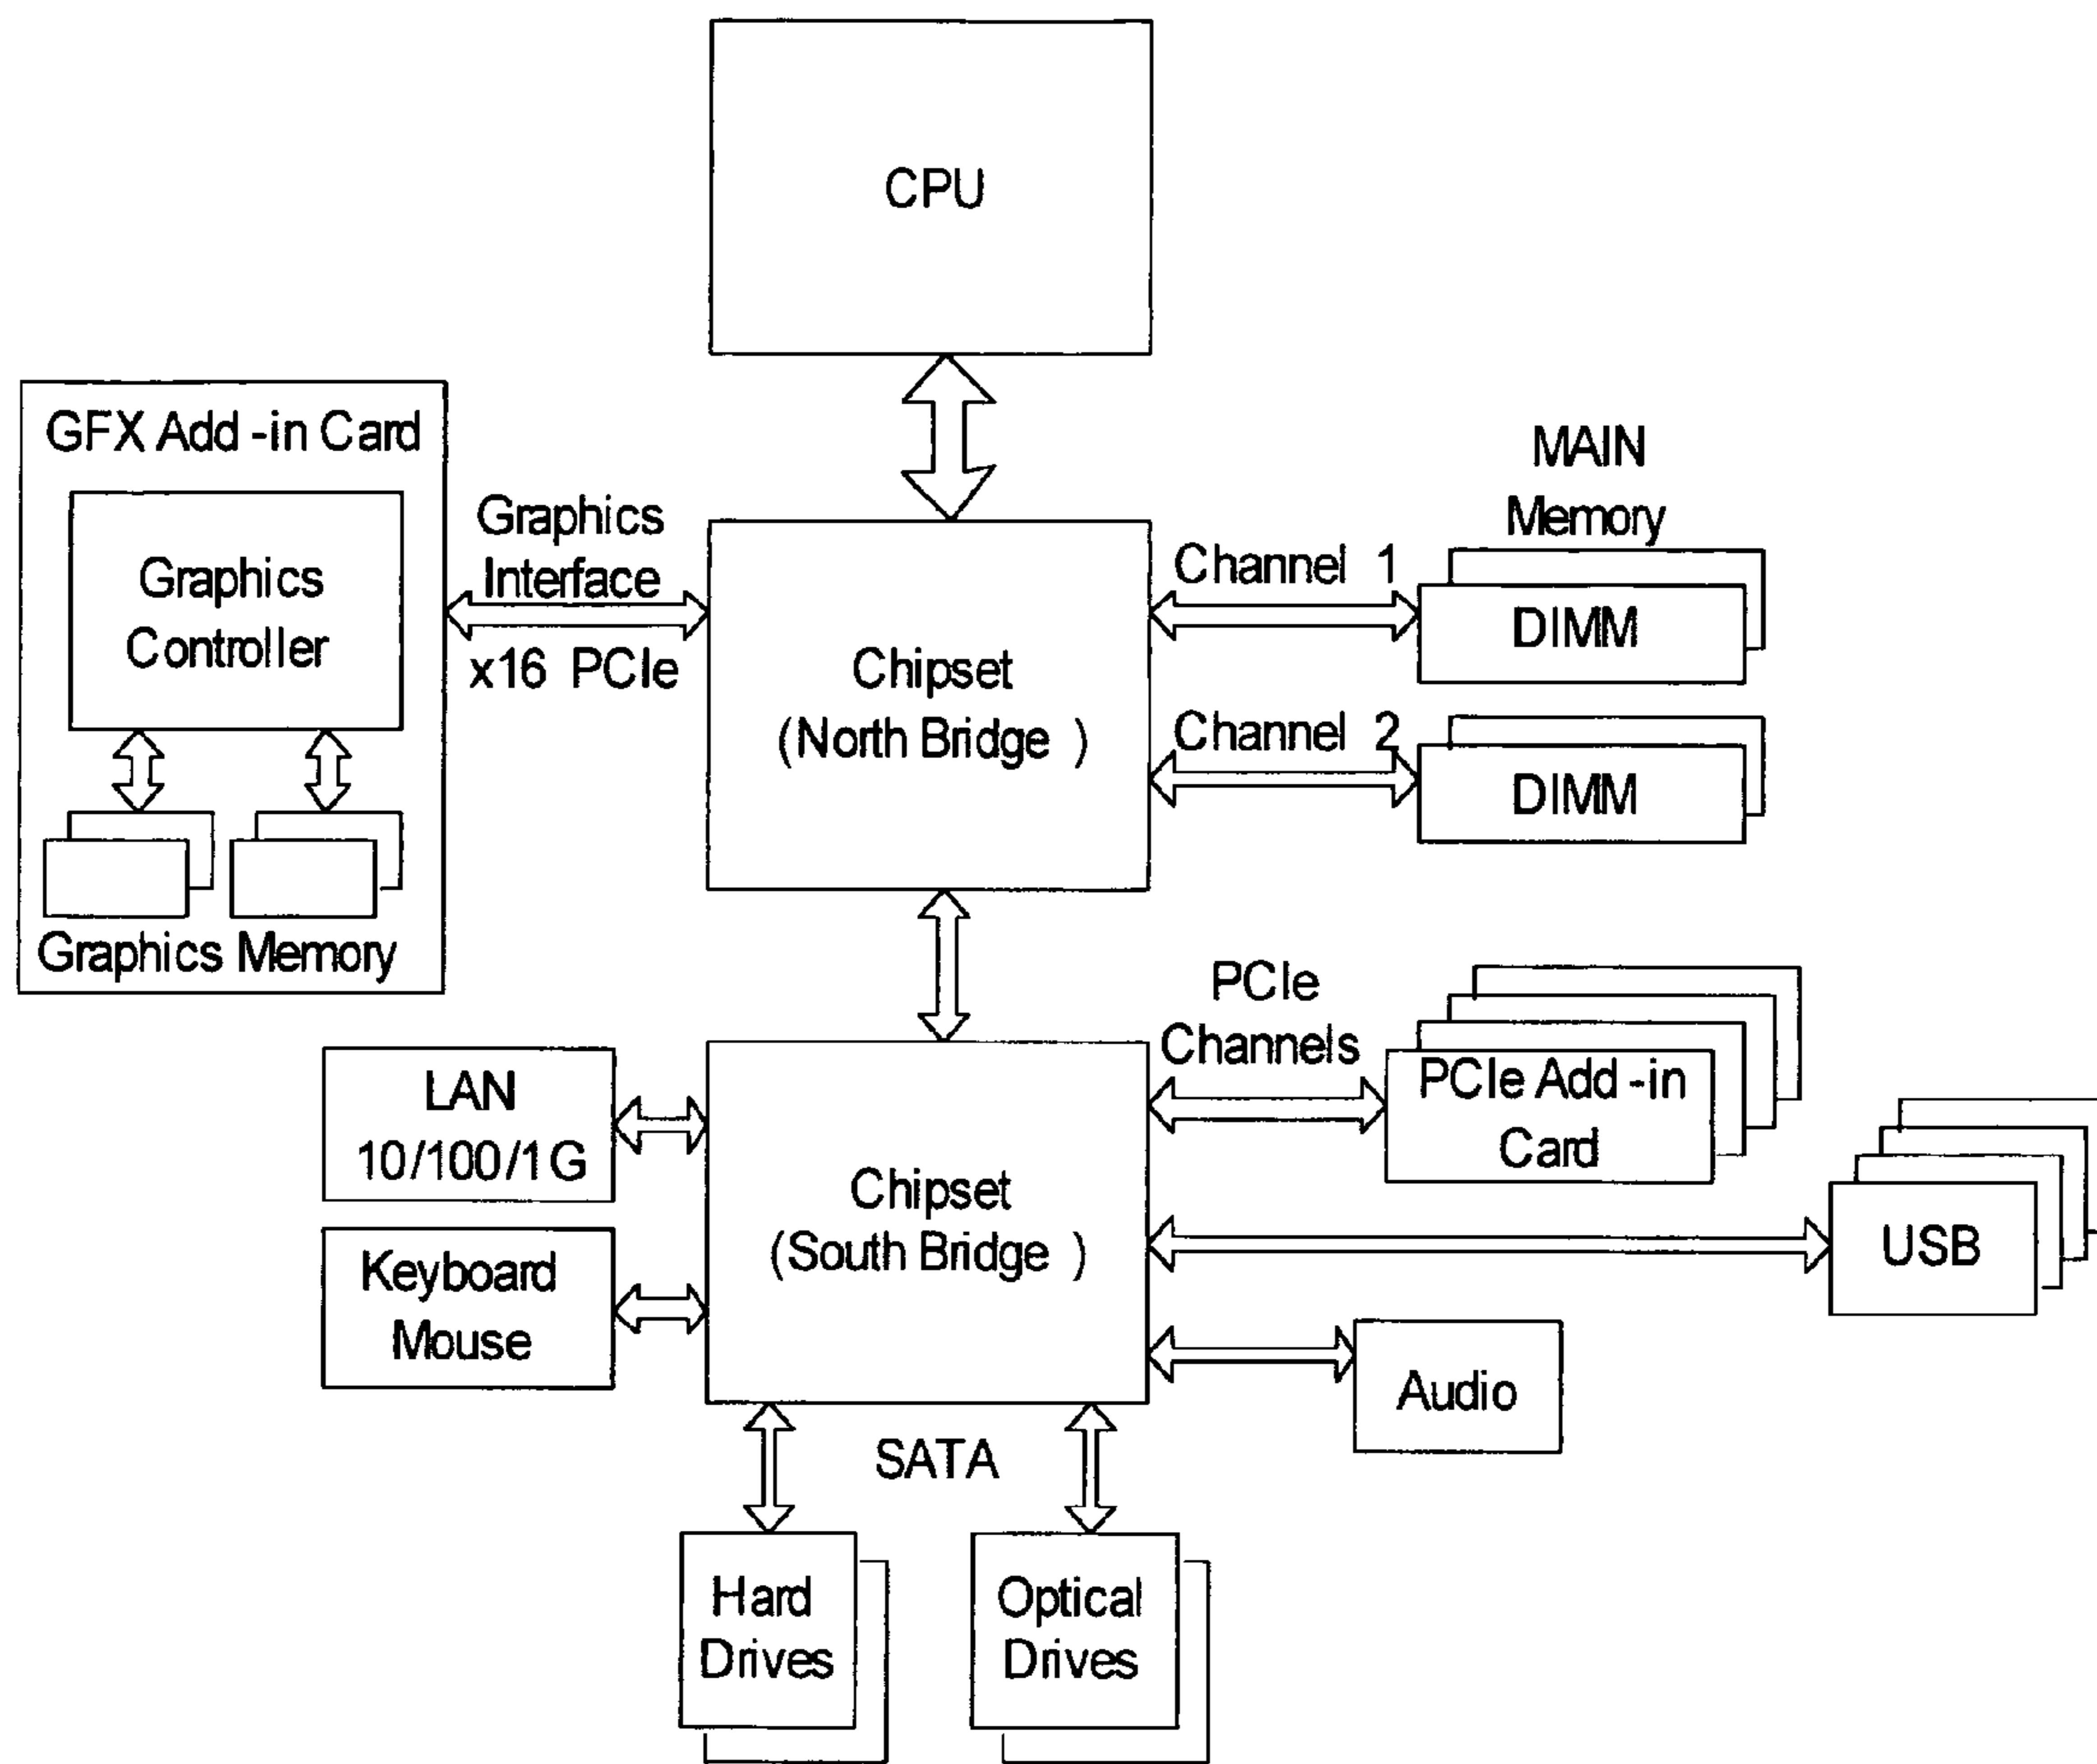 CPU
GFX Add -in Card
Graphics
Controller
Graphics Memory
Graphics
Interface
x16 PCIe
Chipset
(North Bridge )
MAIN
Memory
Channel 1
DIMM
Channel 2
DIMM
LAN
10/100/1G
Keyboard
Mouse
Chipset
(South Bridge )
PCIe
Channels
PCIe Add -in
Card
USB
Audio
SATA
Hard
Drives
Optical
Drives